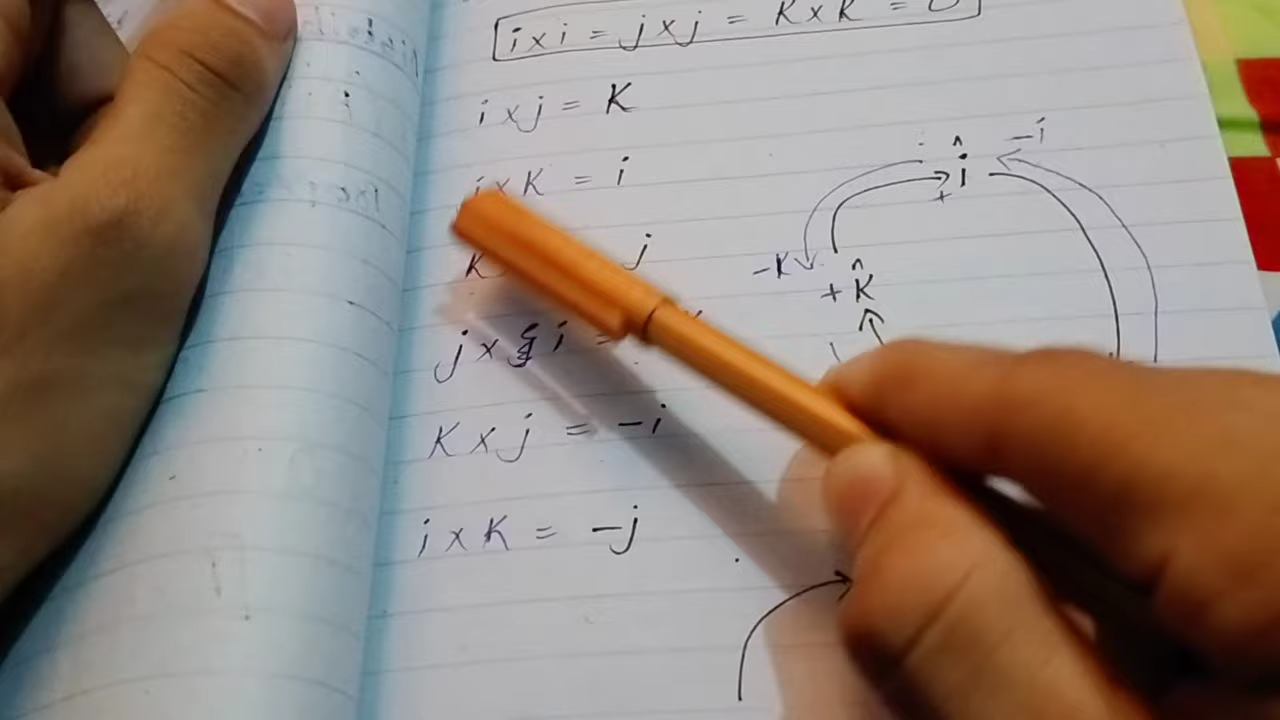 i x i = j x j = K x K = 0
i x j = K
j x K = i
K j
j x i =
K x j = -i
i x K = -j
-i
î
+
-K
+ K̂